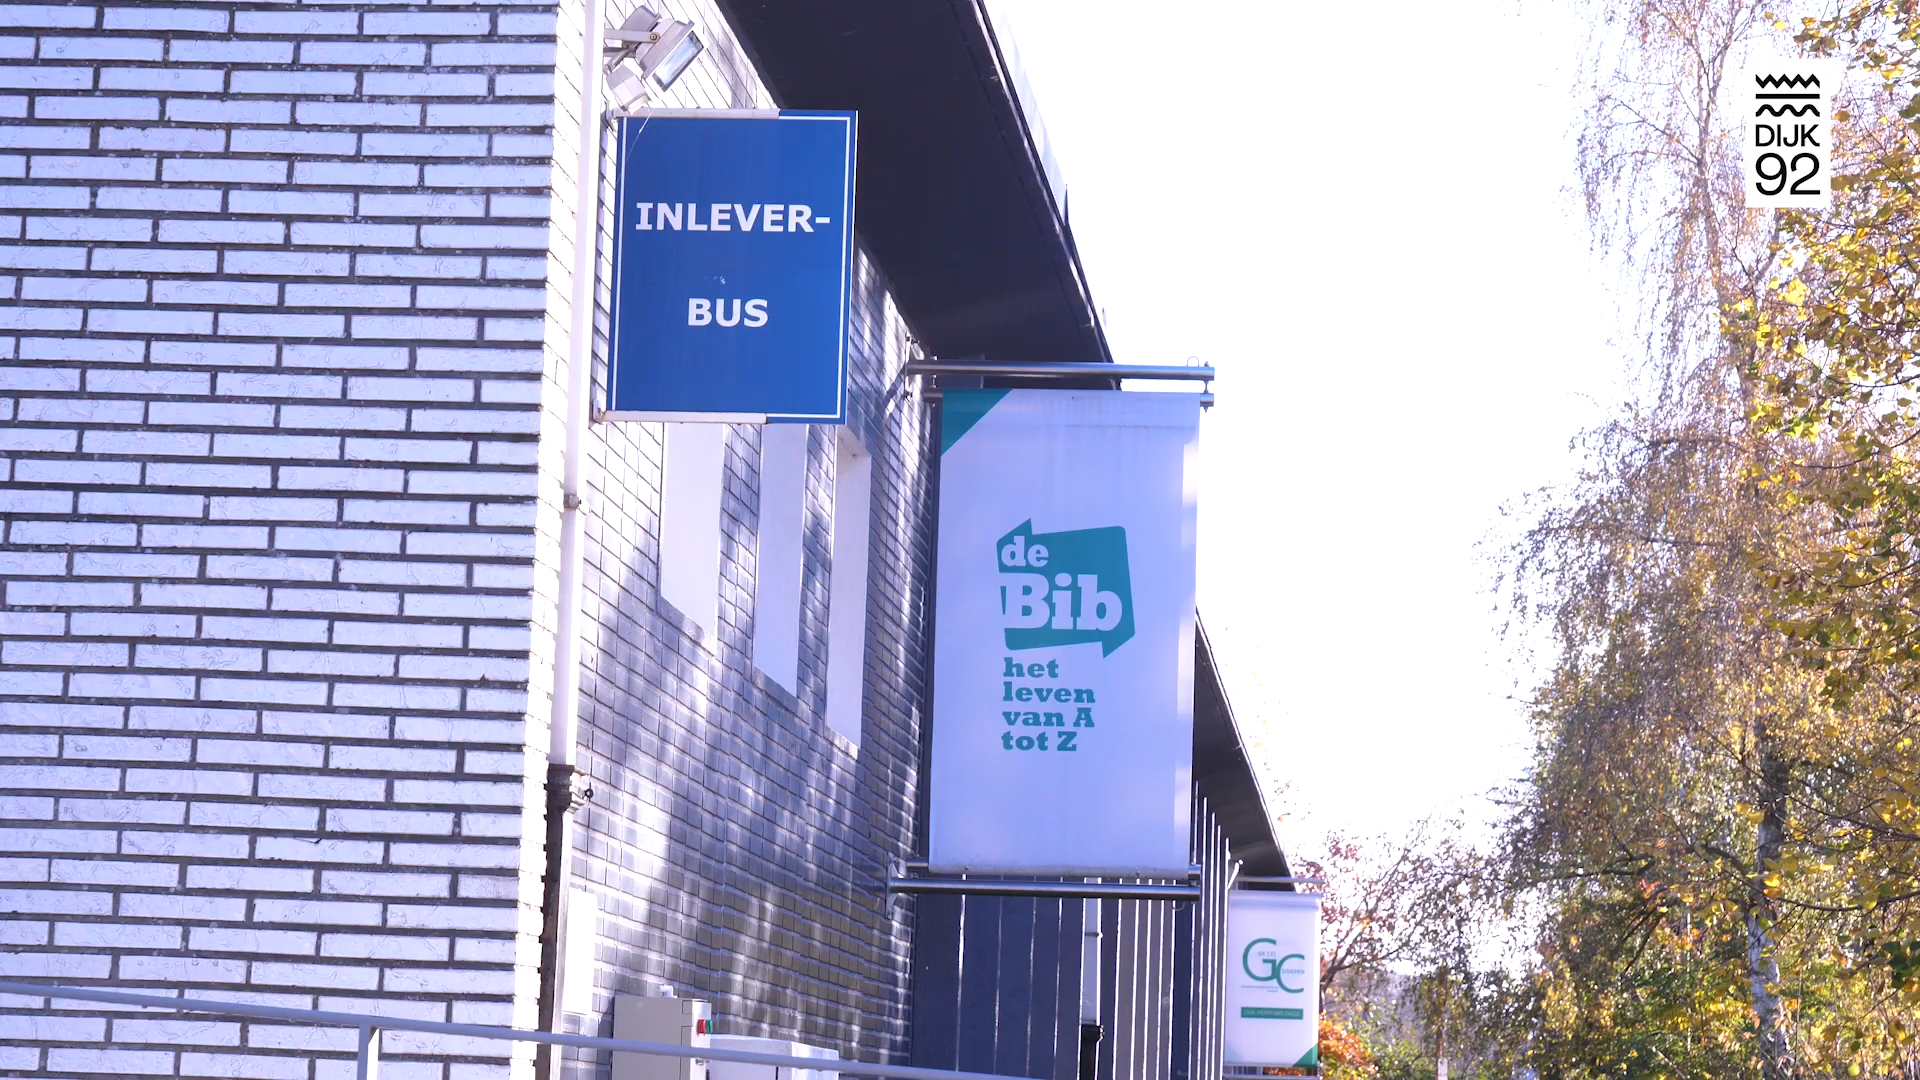 INLEVER-
BUS
de
Bib
het
leven
van A
tot Z
GC
DIJK
92